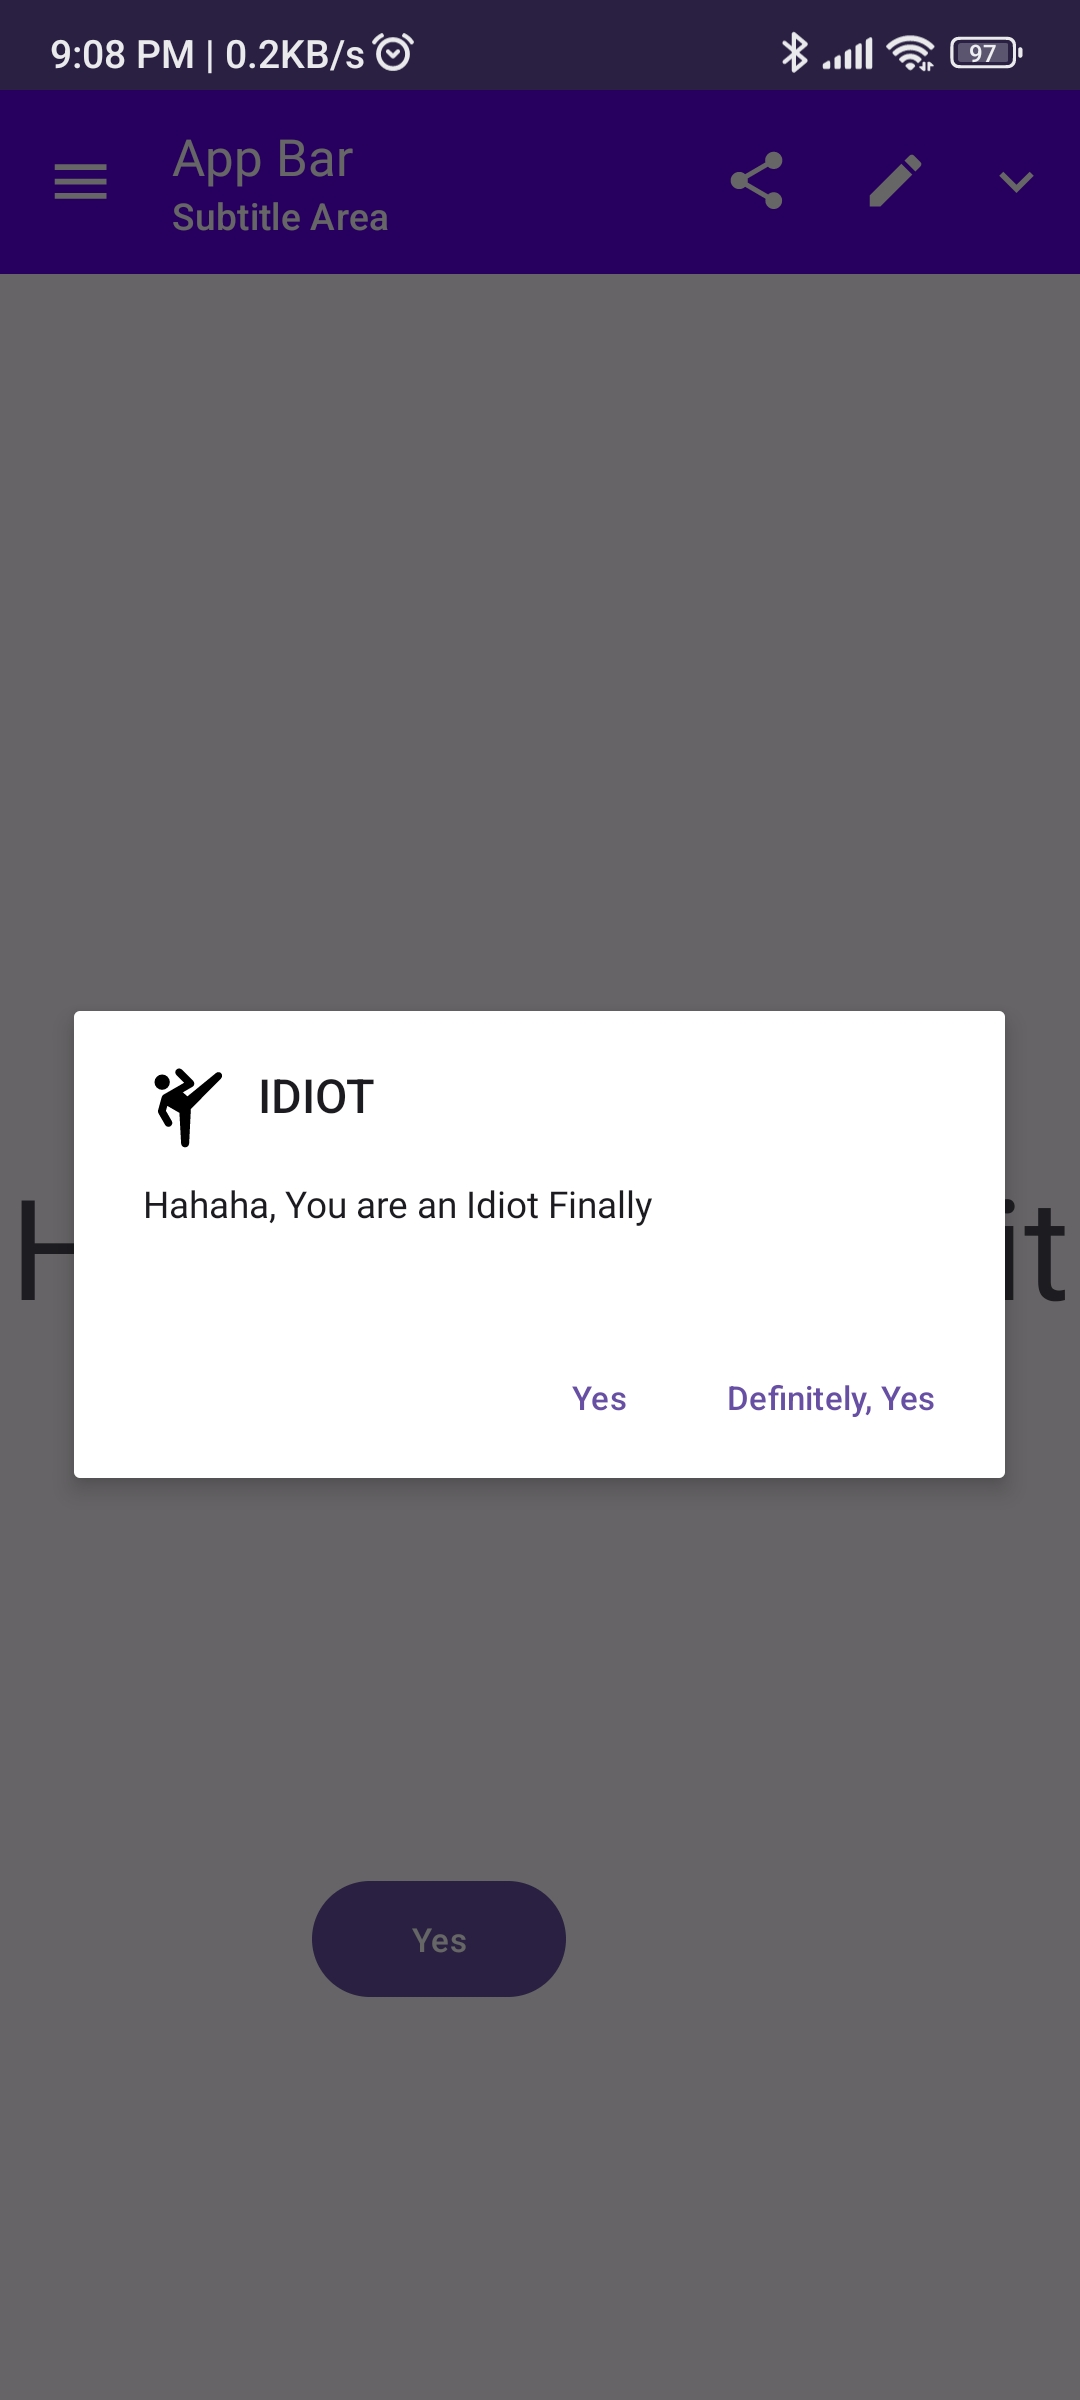 9:08 PM | 0.2KB/s
97
App Bar
Subtitle Area
IDIOT
Hahaha, You are an Idiot Finally
H it
Yes Definitely, Yes
Yes